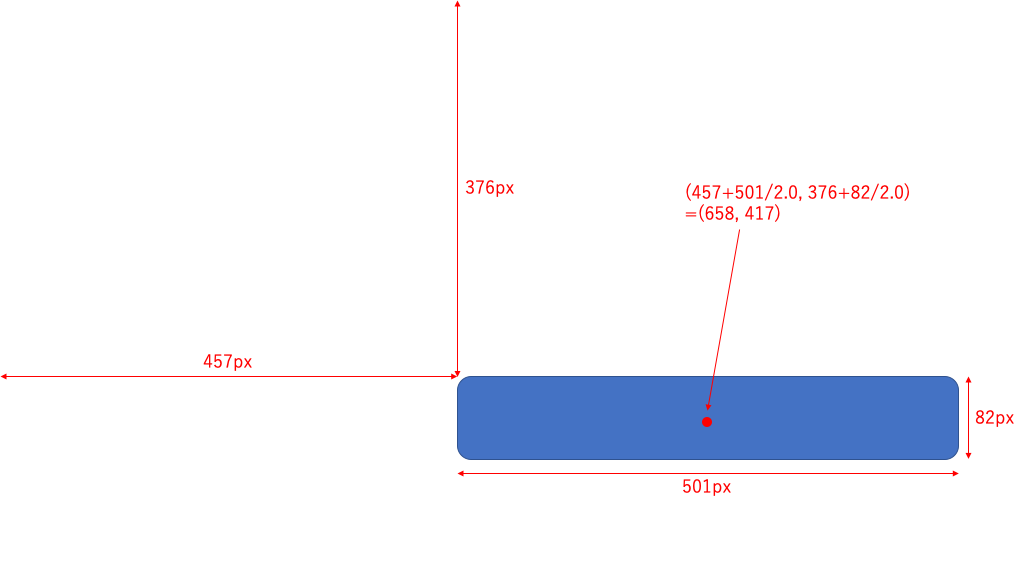 376px
(457+501/2.0, 376+82/2.0)
=(658, 417)
457px
82px
501px